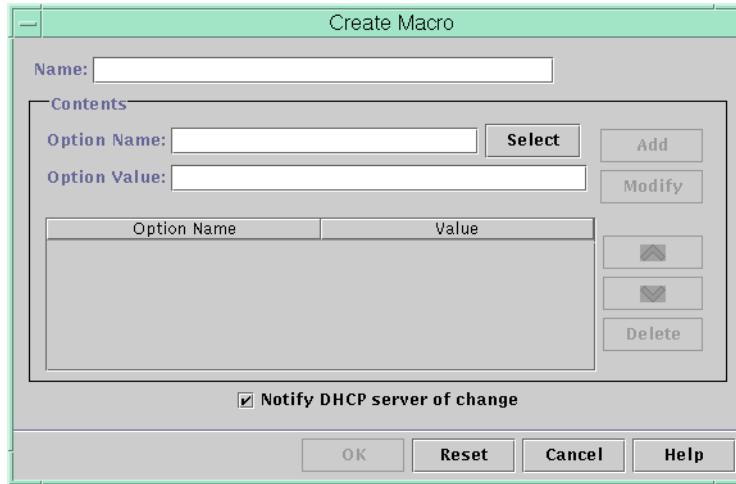 Create Macro
Name:
Contents
Option Name: Select Add
Option Value: Modify
Option Name Value
Delete
Notify DHCP server of change
OK Reset Cancel Help